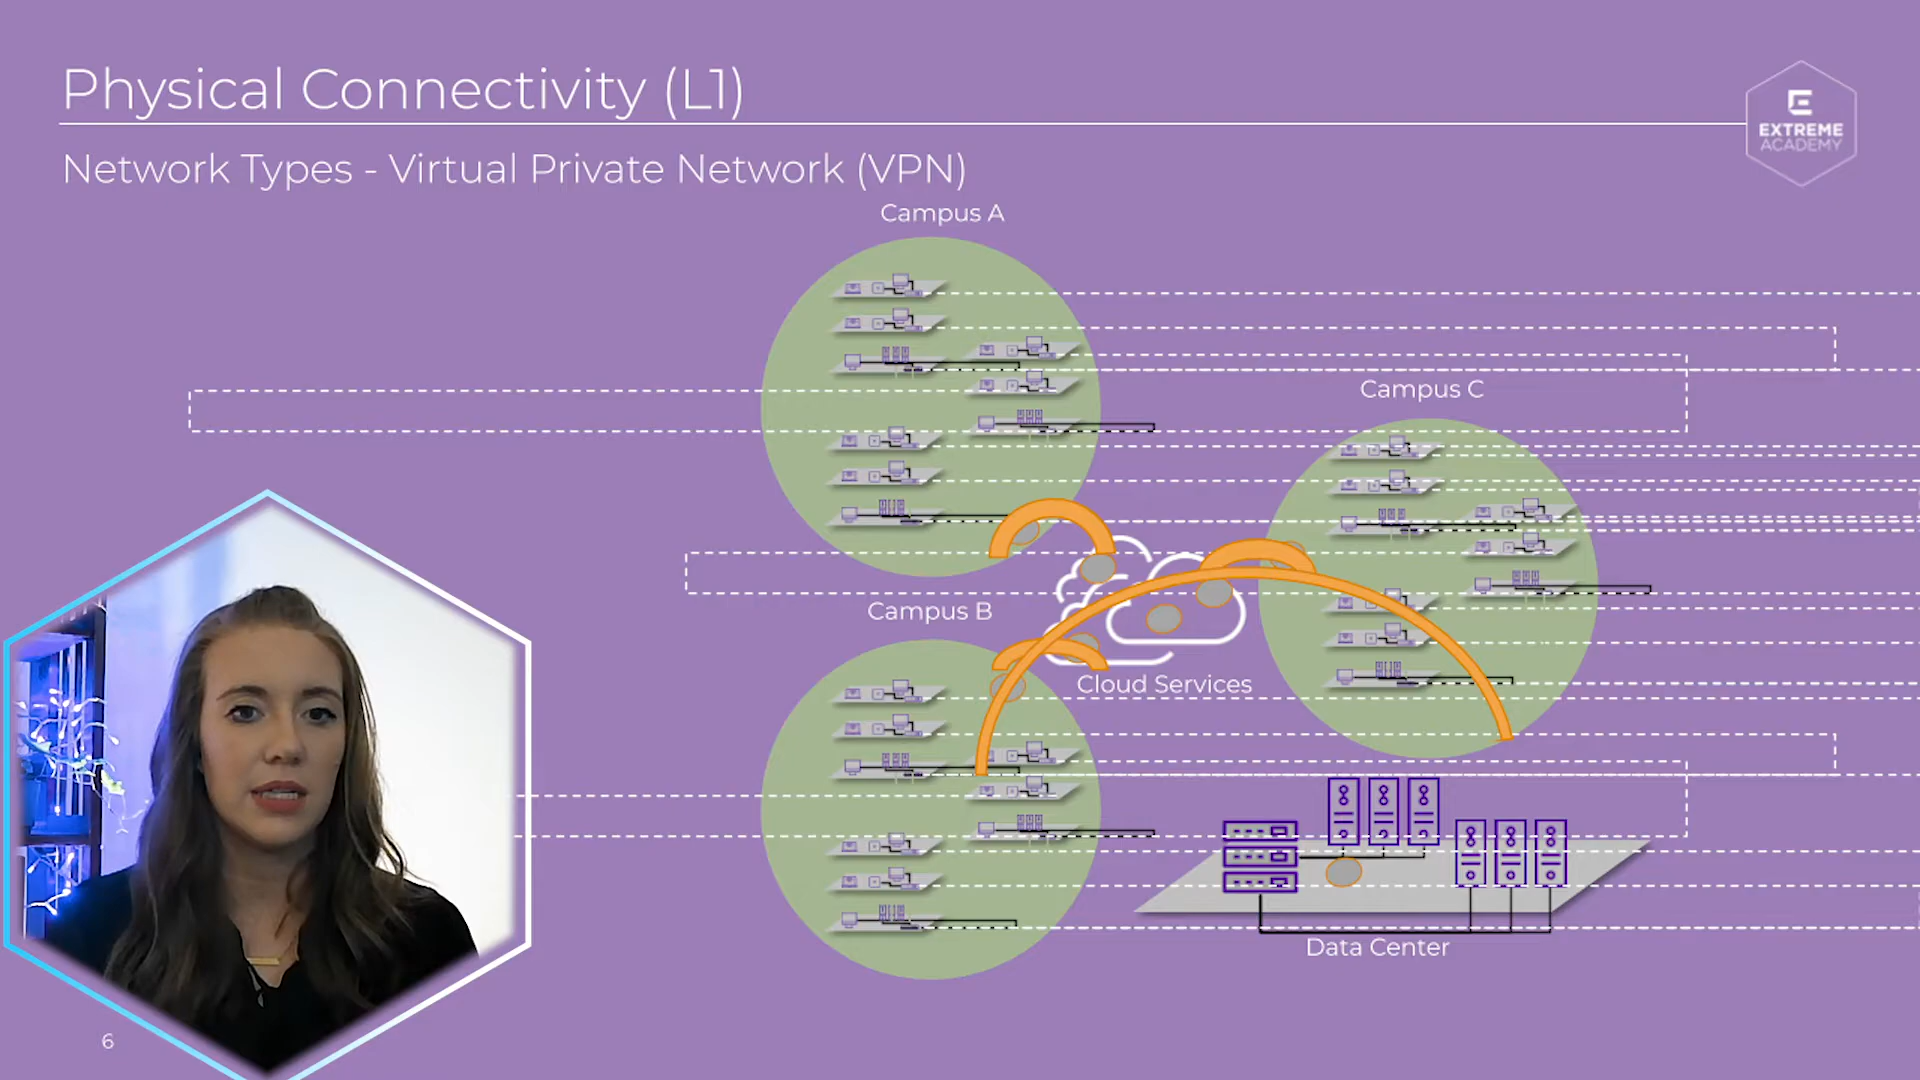 Physical Connectivity (L1)
EXTREME
ACADEMY
Network Types - Virtual Private Network (VPN)
Campus A
Campus C
Campus B
Cloud Services
Data Center
6